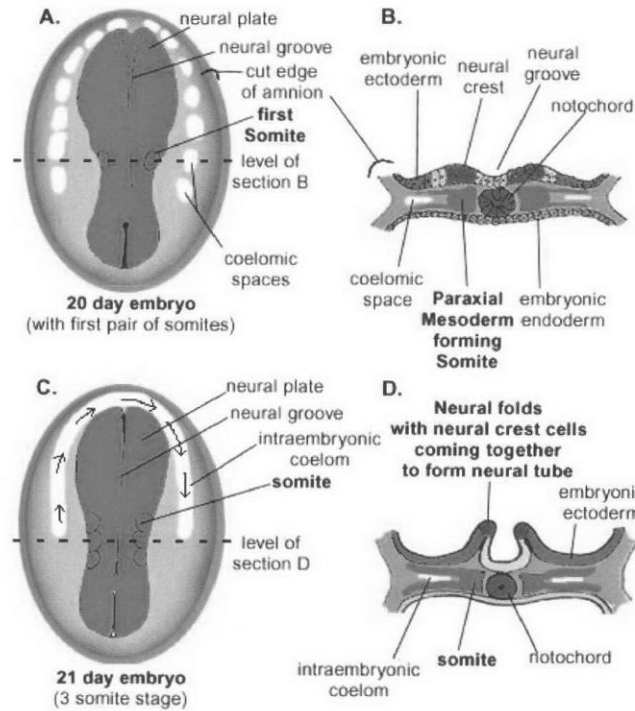 A.
neural plate
neural groove
cut edge
of amnion
first
Somite
level of
section B
coelomic
spaces
20 day embryo
(with first pair of somites)
B.
embryonic
ectoderm
neural
crest
neural
groove
notochord
coelomic
space
Paraxial
Mesoderm
forming
Somite
embryonic
endoderm
C.
neural plate
neural groove
intraembryonic
coelom
somite
level of
section D
21 day embryo
(3 somite stage)
D.
Neural folds
with neural crest cells
coming together
to form neural tube
embryonic
ectoderm
intraembryonic
coelom
somite
notochord